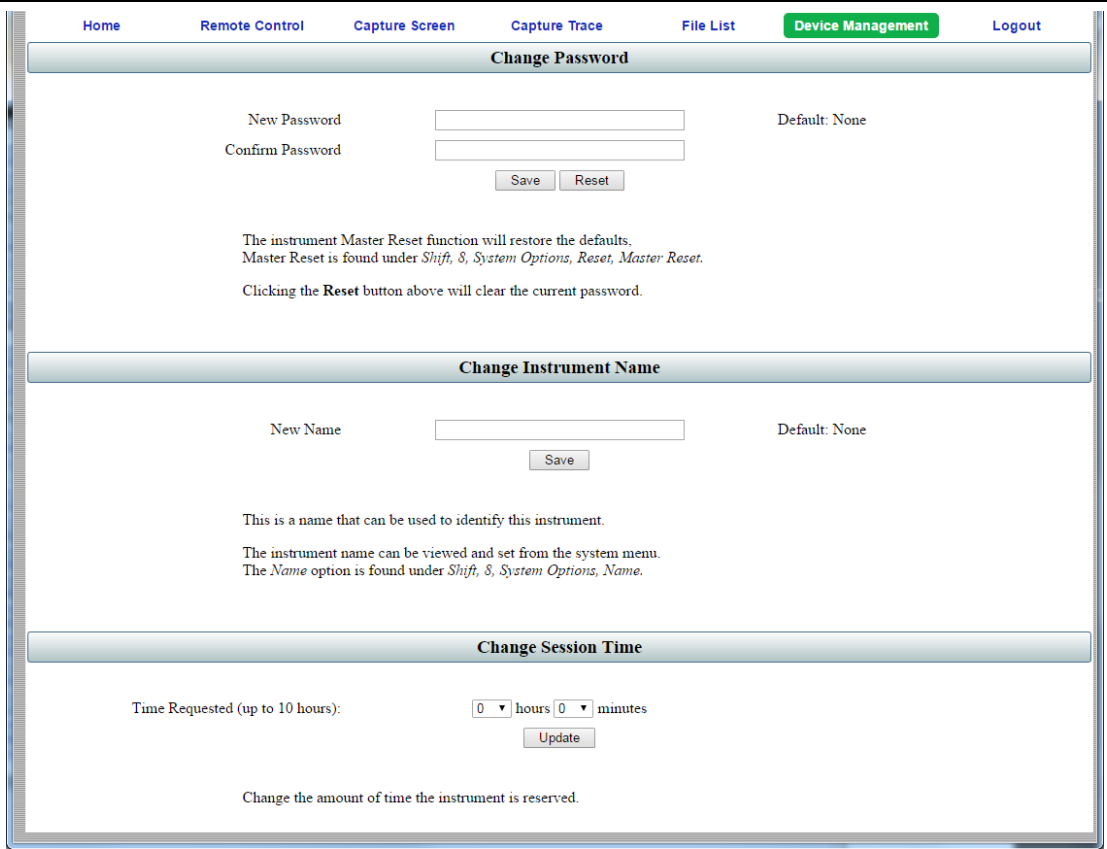 Home Remote Control Capture Screen Capture Trace File List Device Management Logout
Change Password
New Password Default: None
Confirm Password
Save Reset
The instrument Master Reset function will restore the defaults,
Master Reset is found under Shift, 8, System Options, Reset, Master Reset.
Clicking the Reset button above will clear the current password.
Change Instrument Name
New Name Default: None
Save
This is a name that can be used to identify this instrument.
The instrument name can be viewed and set from the system menu.
The Name option is found under Shift, 8, System Options, Name.
Change Session Time
Time Requested (up to 10 hours): 0 hours 0 minutes
Update
Change the amount of time the instrument is reserved.